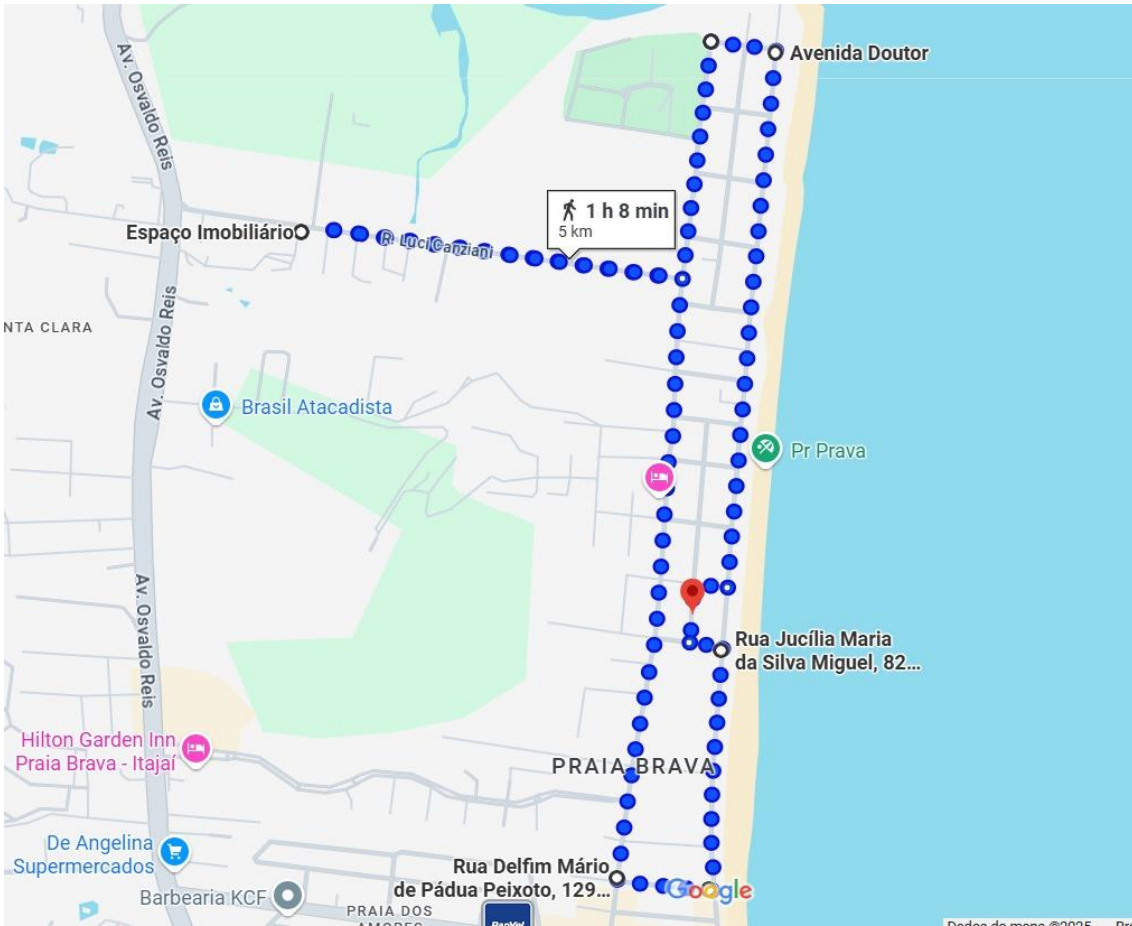 Av. Osvaldo Reis
Avenida Doutor
1 h 8 min
5 km
Espaço Imobiliário
R. Luci Canziani
NTA CLARA
Av. Osvaldo Reis
Brasil Atacadista
Pr Prava
Av. Osvaldo Reis
Rua Jucília Maria
da Silva Miguel, 82...
Hilton Garden Inn
Praia Brava - Itajaí
PRAIA BRAVA
De Angelina
Supermercados
Rua Delfim Mário
de Pádua Peixoto, 129...
Google
Barbearia KCF
PRAIA DOS